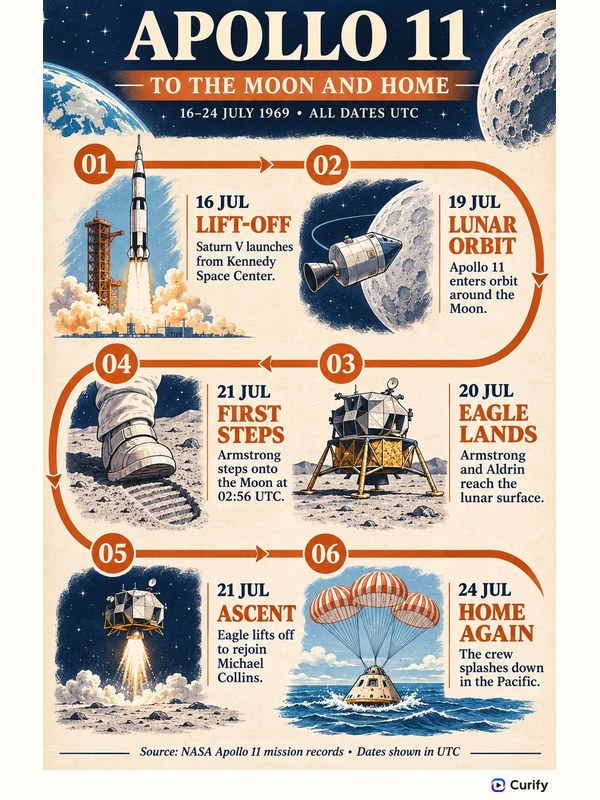 APOLLO 11
TO THE MOON AND HOME
16–24 JULY 1969 • ALL DATES UTC
01
16 JUL
LIFT-OFF
Saturn V launches
from Kennedy
Space Center.
02
19 JUL
LUNAR
ORBIT
Apollo 11
enters orbit
around the
Moon.
03
20 JUL
EAGLE
LANDS
Armstrong
and Aldrin
reach the
lunar surface.
04
21 JUL
FIRST
STEPS
Armstrong
steps onto
the Moon at
02:56 UTC.
05
21 JUL
ASCENT
Eagle lifts off
to rejoin
Michael
Collins.
06
24 JUL
HOME
AGAIN
The crew
splashes down
in the Pacific.
Source: NASA Apollo 11 mission records • Dates shown in UTC
Curify